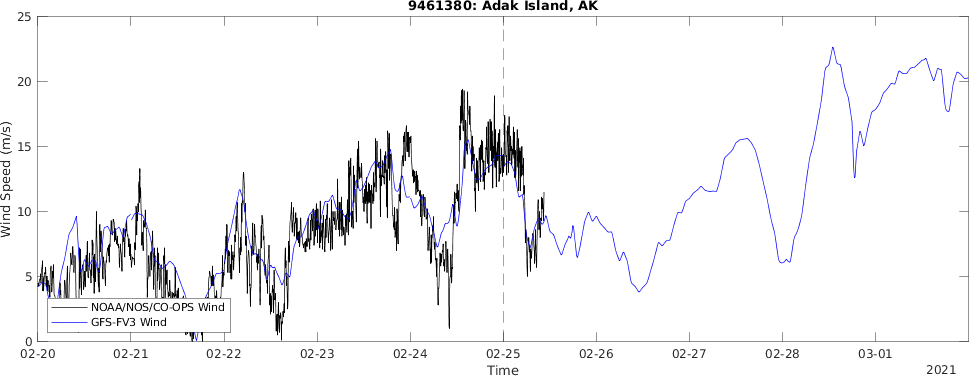 9461380: Adak Island, AK
25
20
15
10
5
0
Wind Speed (m/s)
NOAA/NOS/CO-OPS Wind
GFS-FV3 Wind
02-20 02-21 02-22 02-23 02-24 02-25 02-26 02-27 02-28 03-01
Time
2021